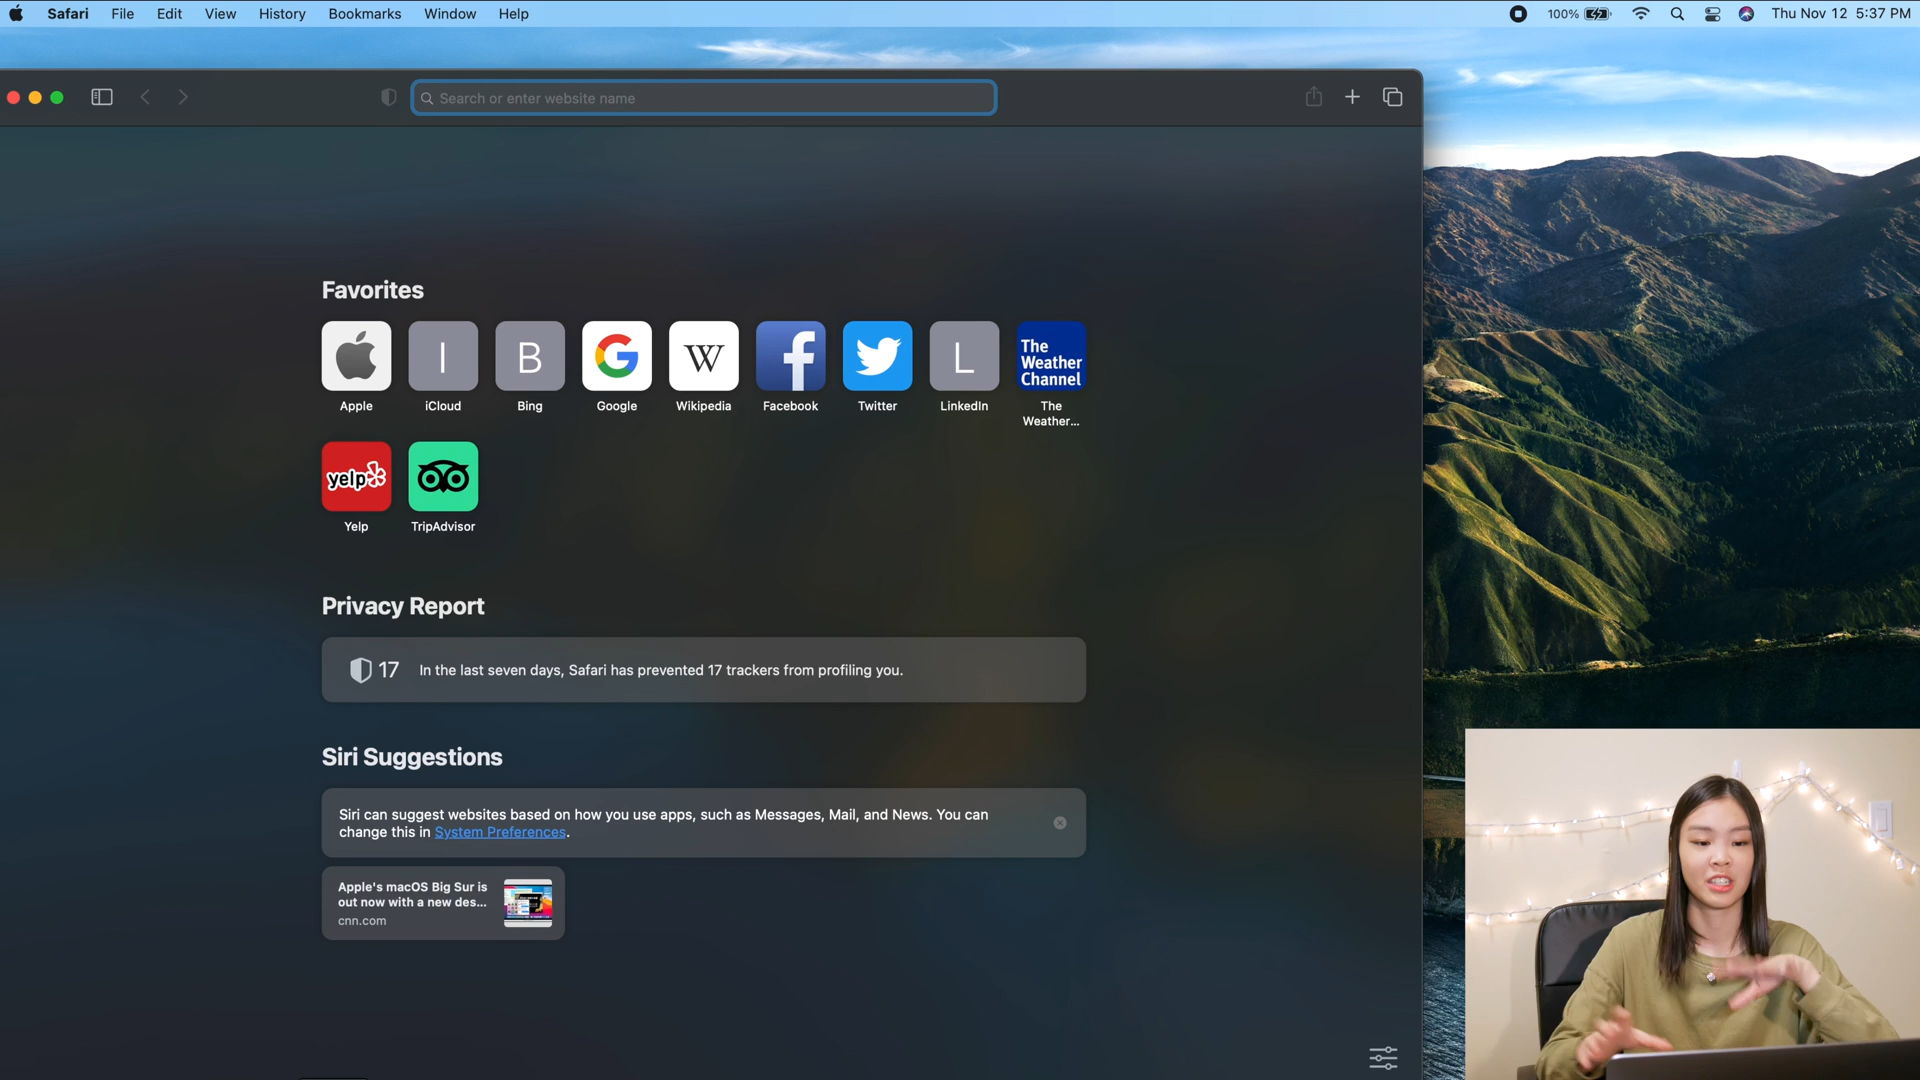 Safari File Edit View History Bookmarks Window Help 100% Thu Nov 12 5:37 PM
Search or enter website name
Favorites
I B G W f L The Weather Channel
Apple iCloud Bing Google Wikipedia Facebook Twitter LinkedIn The Weather...
yelp
Yelp TripAdvisor
Privacy Report
17 In the last seven days, Safari has prevented 17 trackers from profiling you.
Siri Suggestions
Siri can suggest websites based on how you use apps, such as Messages, Mail, and News. You can
change this in System Preferences.
Apple's macOS Big Sur is
out now with a new des...
cnn.com